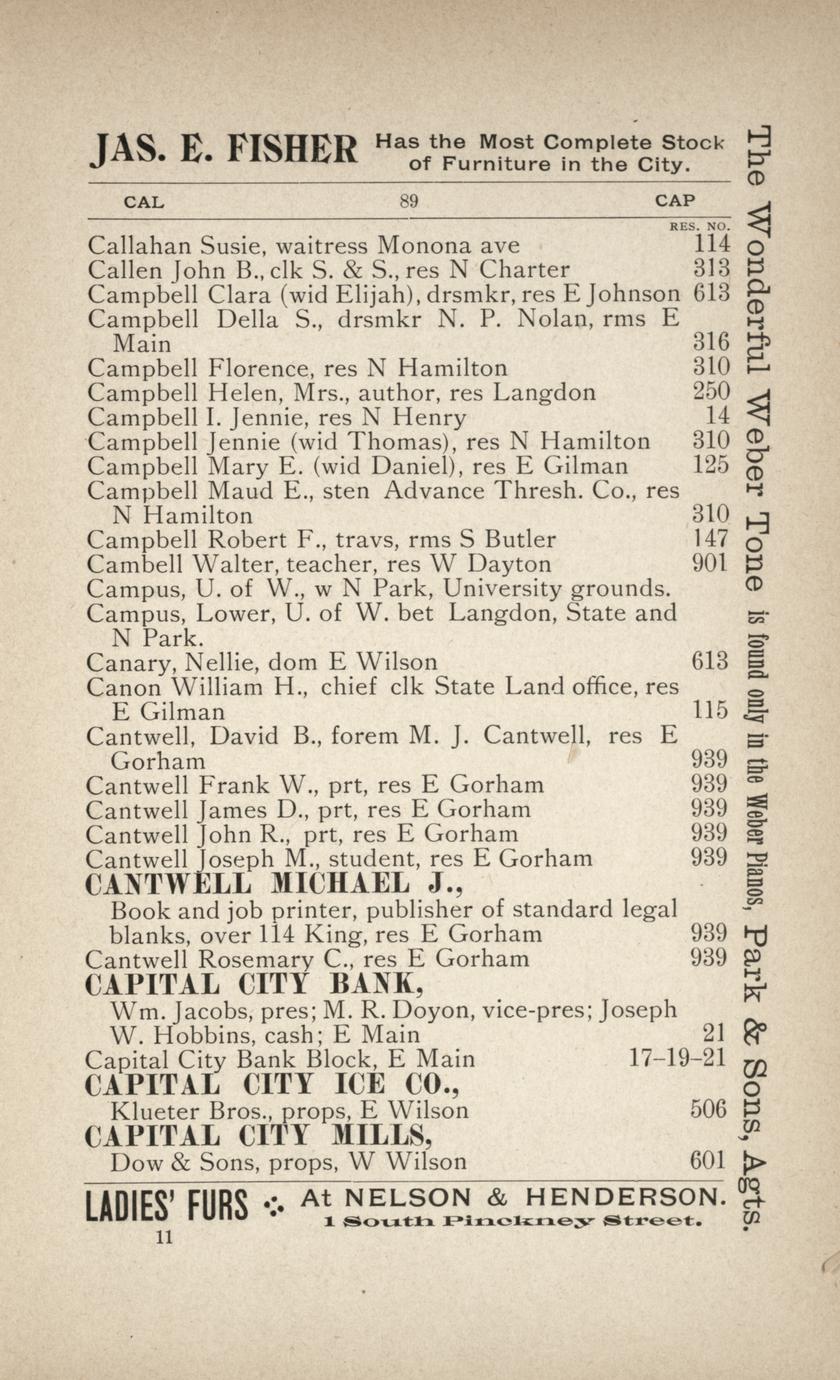 JAS. E. FISHER Has the Most Complete Stock
of Furniture in the City.
CAL 89 CAP
RES. NO.
Callahan Susie, waitress Monona ave 114
Callen John B., clk S. & S., res N Charter 313
Campbell Clara (wid Elijah), drsmkr, res E Johnson 613
Campbell Della S., drsmkr N. P. Nolan, rms E
Main 316
Campbell Florence, res N Hamilton 310
Campbell Helen, Mrs., author, res Langdon 250
Campbell I. Jennie, res N Henry 14
Campbell Jennie (wid Thomas), res N Hamilton 310
Campbell Mary E. (wid Daniel), res E Gilman 125
Campbell Maud E., sten Advance Thresh. Co., res
N Hamilton 310
Campbell Robert F., travs, rms S Butler 147
Cambell Walter, teacher, res W Dayton 901
Campus, U. of W., w N Park, University grounds.
Campus, Lower, U. of W. bet Langdon, State and
N Park.
Canary, Nellie, dom E Wilson 613
Canon William H., chief clk State Land office, res
E Gilman 115
Cantwell, David B., forem M. J. Cantwell, res E
Gorham 939
Cantwell Frank W., prt, res E Gorham 939
Cantwell James D., prt, res E Gorham 939
Cantwell John R., prt, res E Gorham 939
Cantwell Joseph M., student, res E Gorham 939
CANTWELL MICHAEL J.,
Book and job printer, publisher of standard legal
blanks, over 114 King, res E Gorham 939
Cantwell Rosemary C., res E Gorham 939
CAPITAL CITY BANK,
Wm. Jacobs, pres; M. R. Doyon, vice-pres; Joseph
W. Hobbins, cash; E Main 21
Capital City Bank Block, E Main 17–19–21
CAPITAL CITY ICE CO.,
Klueter Bros., props, E Wilson 506
CAPITAL CITY MILLS,
Dow & Sons, props, W Wilson 601
LADIES' FURS At NELSON & HENDERSON.
1 South Pinckney Street.
11
The Wonderful Weber Tone is found only in the Weber Pianos, Park & Sons, Agts.